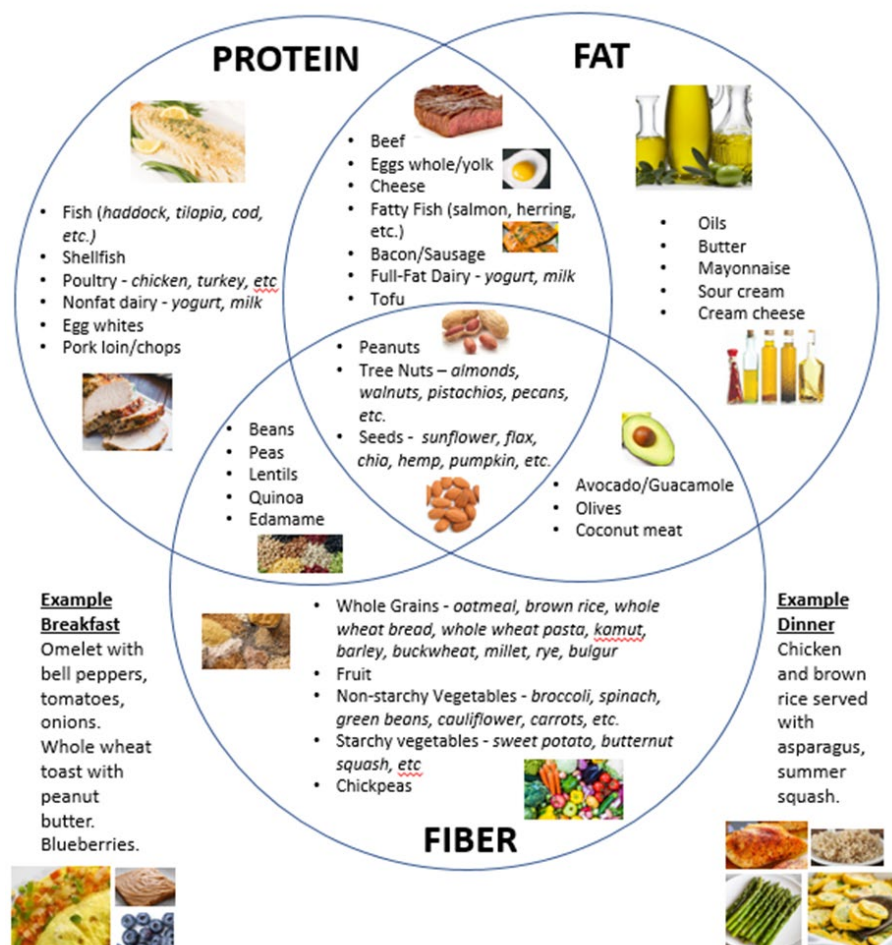 PROTEIN
FAT
• Fish (haddock, tilapia, cod,
etc.)
• Shellfish
• Poultry - chicken, turkey, etc
• Nonfat dairy - yogurt, milk
• Egg whites
• Pork loin/chops
• Beef
• Eggs whole/yolk
• Cheese
• Fatty Fish (salmon, herring,
etc.)
• Bacon/Sausage
• Full-Fat Dairy - yogurt, milk
• Tofu
• Oils
• Butter
• Mayonnaise
• Sour cream
• Cream cheese
• Peanuts
• Tree Nuts – almonds,
walnuts, pistachios, pecans,
etc.
• Seeds - sunflower, flax,
chia, hemp, pumpkin, etc.
• Beans
• Peas
• Lentils
• Quinoa
• Edamame
• Avocado/Guacamole
• Olives
• Coconut meat
• Whole Grains - oatmeal, brown rice, whole
wheat bread, whole wheat pasta, kamut,
barley, buckwheat, millet, rye, bulgur
• Fruit
• Non-starchy Vegetables - broccoli, spinach,
green beans, cauliflower, carrots, etc.
• Starchy vegetables - sweet potato, butternut
squash, etc
• Chickpeas
FIBER
Example
Breakfast
Omelet with
bell peppers,
tomatoes,
onions.
Whole wheat
toast with
peanut
butter.
Blueberries.
Example
Dinner
Chicken
and brown
rice served
with
asparagus,
summer
squash.